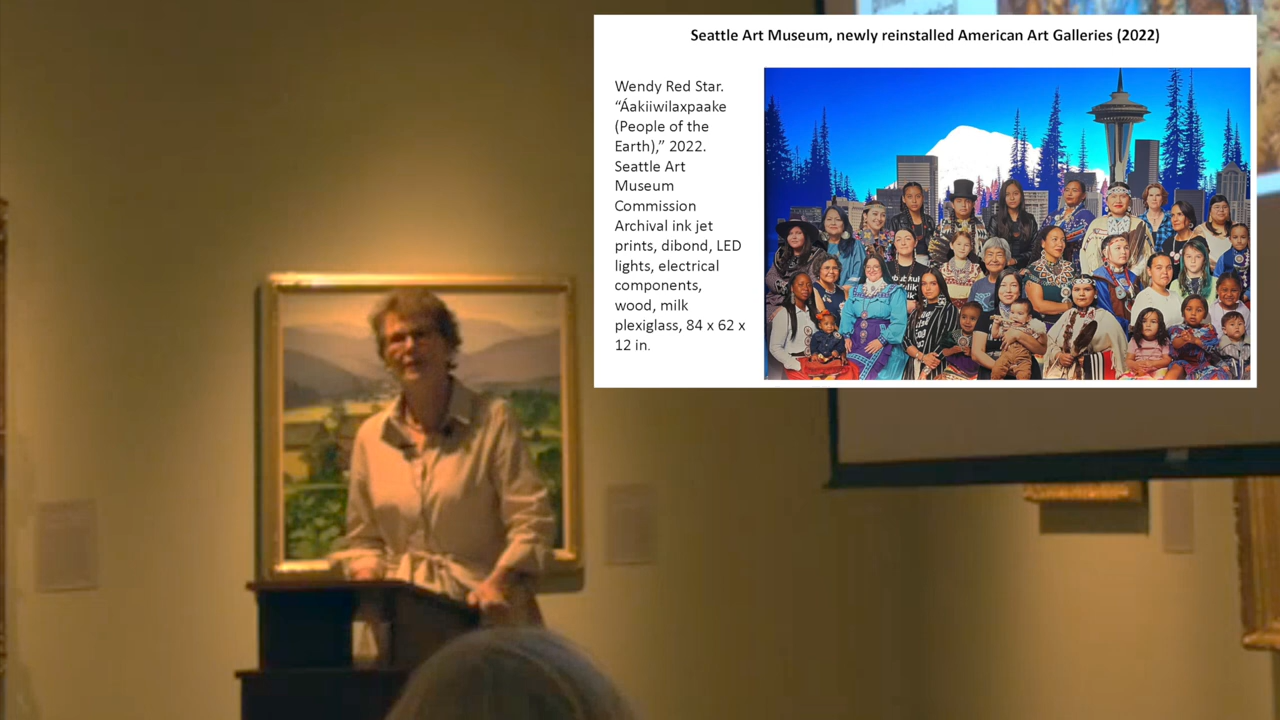 Seattle Art Museum, newly reinstalled American Art Galleries (2022)
Wendy Red Star.
“Áakiiwilaxpaake
(People of the
Earth),” 2022.
Seattle Art
Museum
Commission
Archival ink jet
prints, dibond, LED
lights, electrical
components,
wood, milk
plexiglass, 84 x 62 x
12 in.